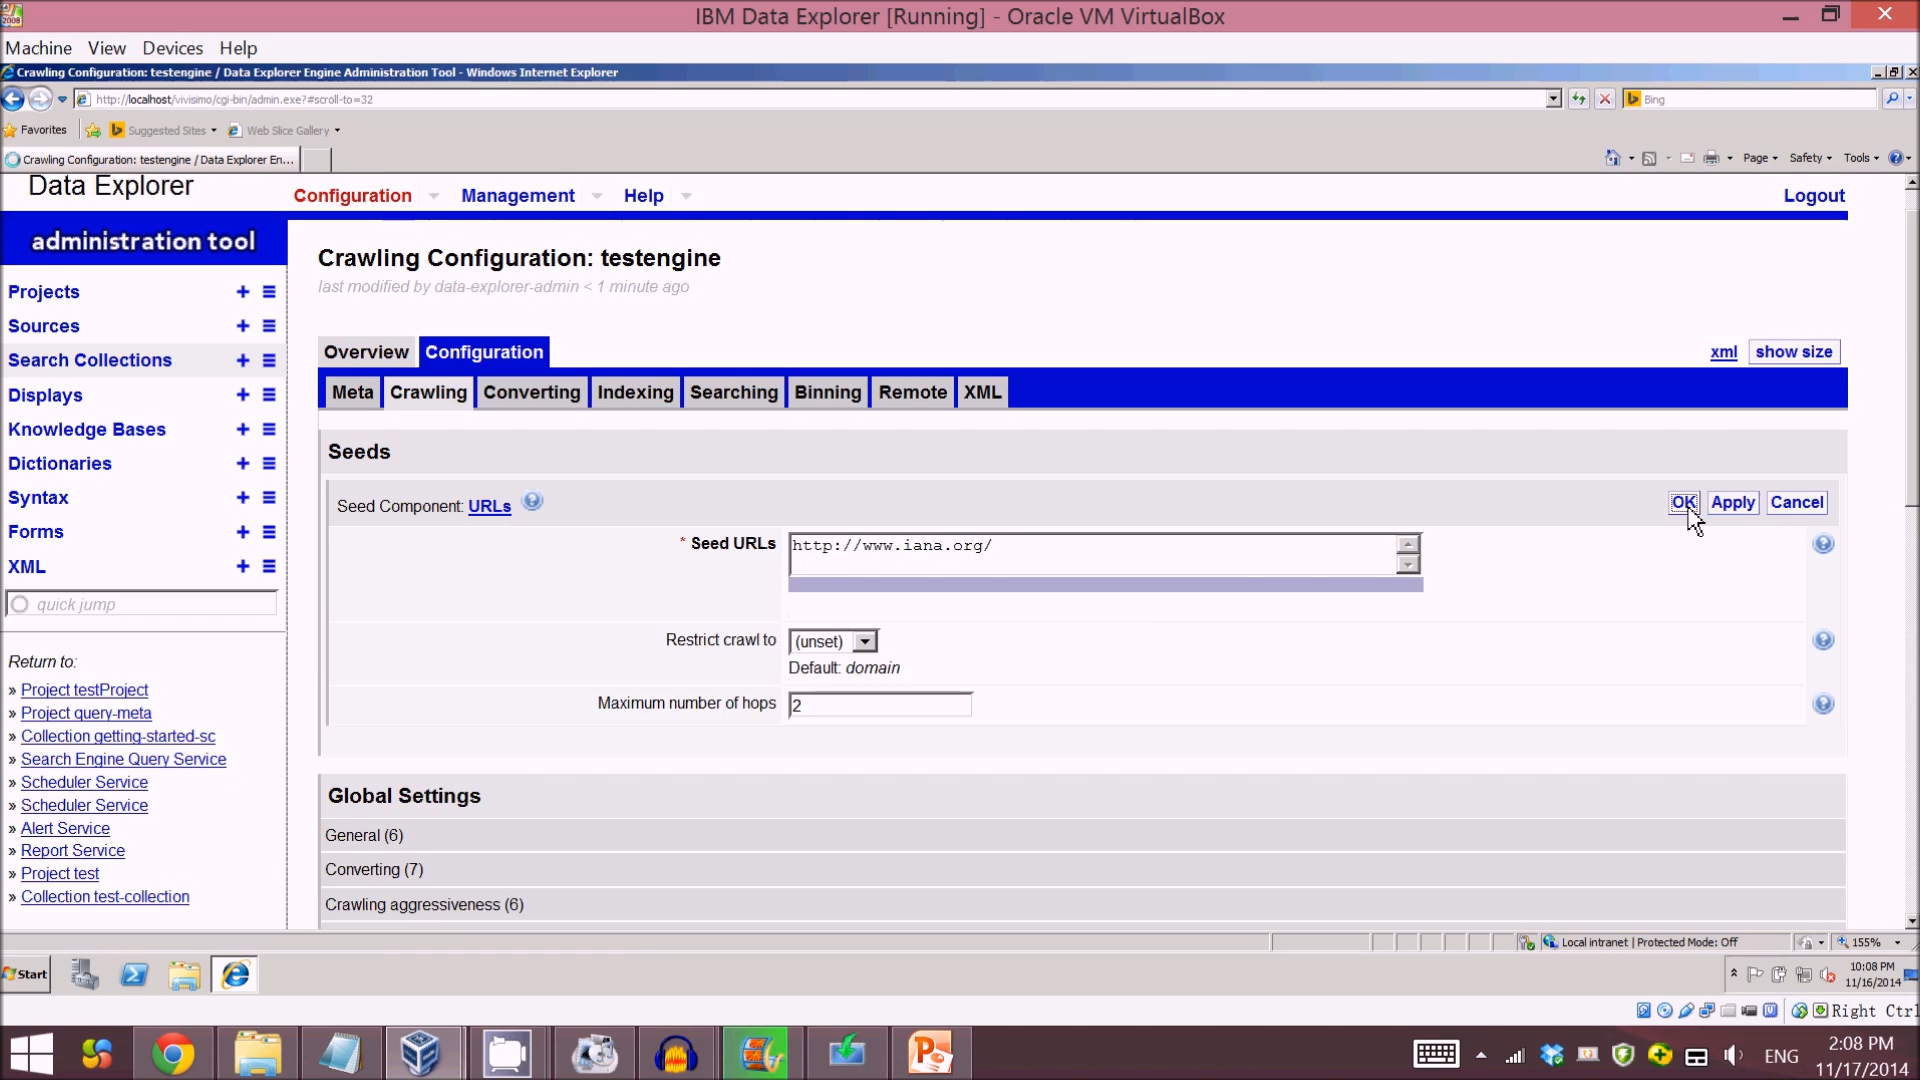 IBM Data Explorer [Running] - Oracle VM VirtualBox
Machine View Devices Help
Crawling Configuration: testengine / Data Explorer Engine Administration Tool - Windows Internet Explorer
http://localhost/vivisimo/cgi-bin/admin.exe?#scroll-to=32
Bing
Favorites Suggested Sites Web Slice Gallery
Crawling Configuration: testengine / Data Explorer En...
Page Safety Tools
Data Explorer
Configuration Management Help Logout
administration tool
Projects
Sources
Search Collections
Displays
Knowledge Bases
Dictionaries
Syntax
Forms
XML
quick jump
Return to:
» Project testProject
» Project query-meta
» Collection getting-started-sc
» Search Engine Query Service
» Scheduler Service
» Scheduler Service
» Alert Service
» Report Service
» Project test
» Collection test-collection
Crawling Configuration: testengine
last modified by data-explorer-admin < 1 minute ago
Overview Configuration xml show size
Meta Crawling Converting Indexing Searching Binning Remote XML
Seeds
Seed Component: URLs OK Apply Cancel
* Seed URLs http://www.iana.org/
Restrict crawl to (unset)
Default: domain
Maximum number of hops 2
Global Settings
General (6)
Converting (7)
Crawling aggressiveness (6)
Local intranet | Protected Mode: Off 155%
Start
10:08 PM
11/16/2014
Right Ctrl
ENG
2:08 PM
11/17/2014